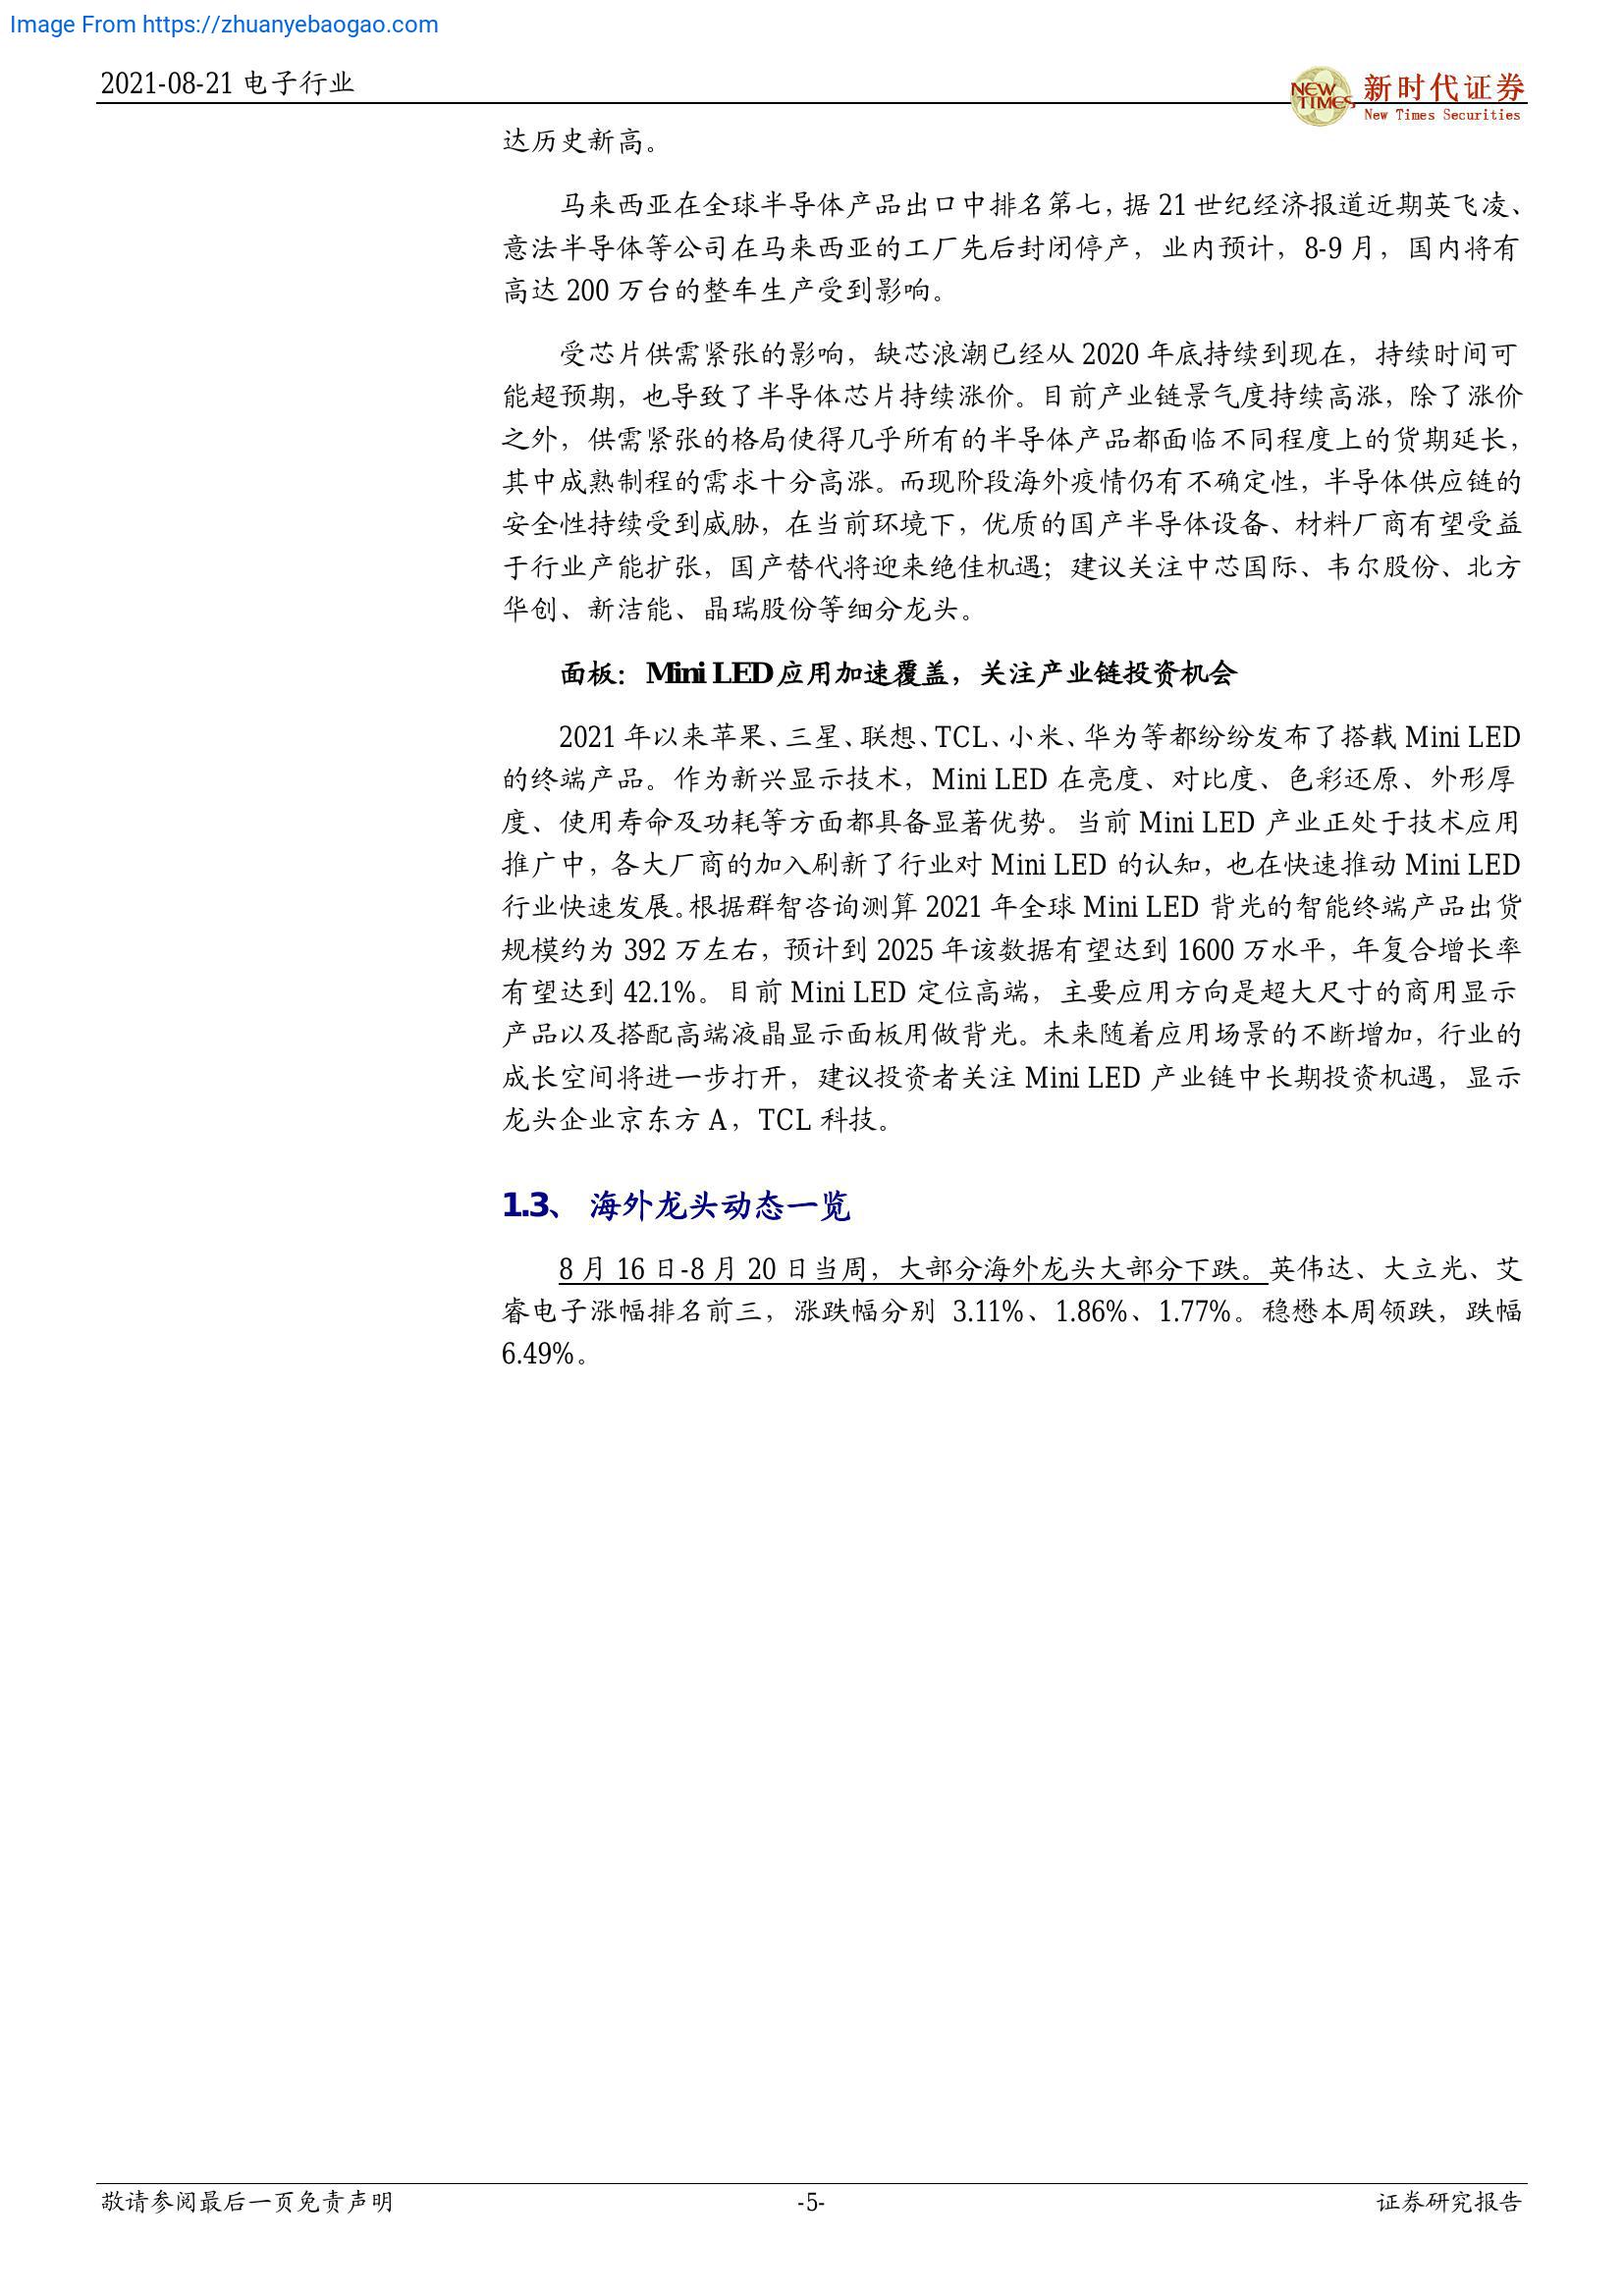 Image From https://zhuanyebaogao.com
2021-08-21 电子行业
NEW TIMES 新时代证券
New Times Securities
达历史新高。
马来西亚在全球半导体产品出口中排名第七，据 21 世纪经济报道近期英飞凌、
意法半导体等公司在马来西亚的工厂先后封闭停产，业内预计，8-9 月，国内将有
高达 200 万台的整车生产受到影响。
受芯片供需紧张的影响，缺芯浪潮已经从 2020 年底持续到现在，持续时间可
能超预期，也导致了半导体芯片持续涨价。目前产业链景气度持续高涨，除了涨价
之外，供需紧张的格局使得几乎所有的半导体产品都面临不同程度上的货期延长，
其中成熟制程的需求十分高涨。而现阶段海外疫情仍有不确定性，半导体供应链的
安全性持续受到威胁，在当前环境下，优质的国产半导体设备、材料厂商有望受益
于行业产能扩张，国产替代将迎来绝佳机遇；建议关注中芯国际、韦尔股份、北方
华创、新洁能、晶瑞股份等细分龙头。
面板：Mini LED 应用加速覆盖，关注产业链投资机会
2021 年以来苹果、三星、联想、TCL、小米、华为等都纷纷发布了搭载 Mini LED
的终端产品。作为新兴显示技术，Mini LED 在亮度、对比度、色彩还原、外形厚
度、使用寿命及功耗等方面都具备显著优势。当前 Mini LED 产业正处于技术应用
推广中，各大厂商的加入刷新了行业对 Mini LED 的认知，也在快速推动 Mini LED
行业快速发展。根据群智咨询测算 2021 年全球 Mini LED 背光的智能终端产品出货
规模约为 392 万左右，预计到 2025 年该数据有望达到 1600 万水平，年复合增长率
有望达到 42.1%。目前 Mini LED 定位高端，主要应用方向是超大尺寸的商用显示
产品以及搭配高端液晶显示面板用做背光。未来随着应用场景的不断增加，行业的
成长空间将进一步打开，建议投资者关注 Mini LED 产业链中长期投资机遇，显示
龙头企业京东方 A，TCL 科技。
1.3、 海外龙头动态一览
8 月 16 日-8 月 20 日当周，大部分海外龙头大部分下跌。英伟达、大立光、艾
睿电子涨幅排名前三，涨跌幅分别 3.11%、1.86%、1.77%。稳懋本周领跌，跌幅
6.49%。
敬请参阅最后一页免责声明
-5-
证券研究报告